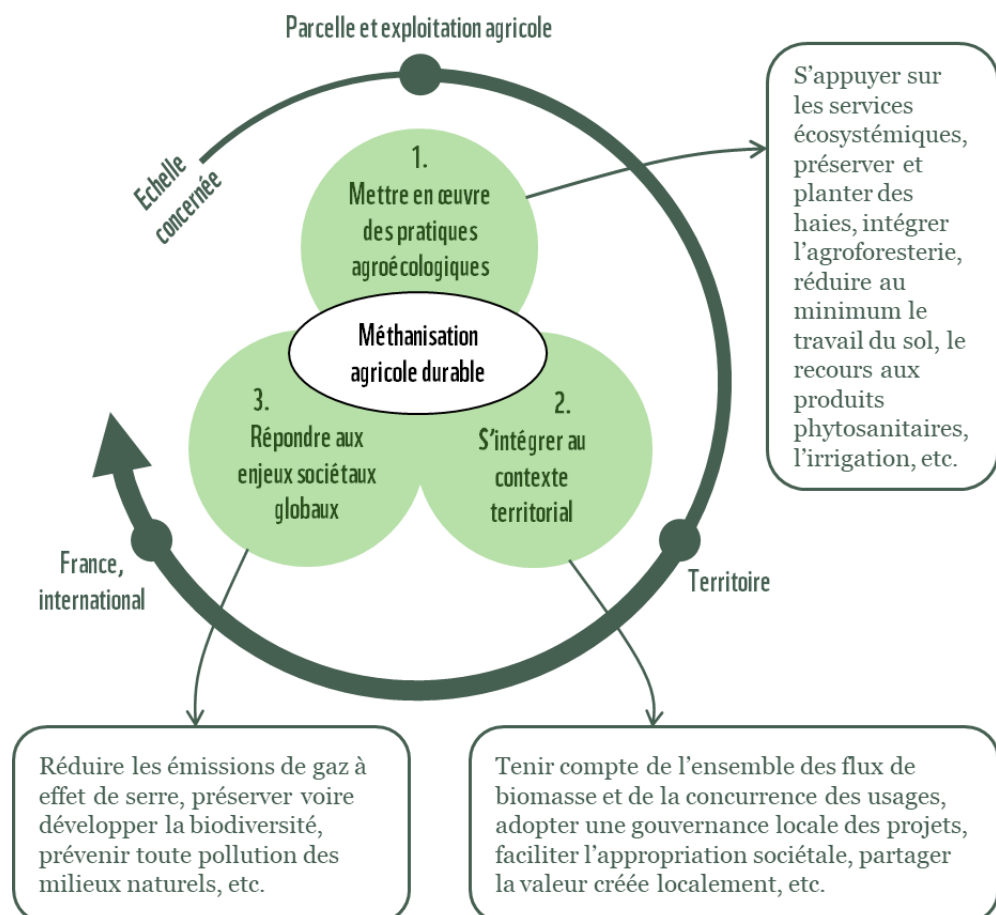 Parcelle et exploitation agricole
Echelle
concernée
1.
Mettre en œuvre
des pratiques
agroécologiques
S’appuyer sur
les services
écosystémiques,
préserver et
planter des
haies, intégrer
l’agroforesterie,
réduire au
minimum le
travail du sol, le
recours aux
produits
phytosanitaires,
l’irrigation, etc.
Méthanisation
agricole durable
3.
Répondre aux
enjeux sociétaux
globaux
2.
S’intégrer au
contexte
territorial
France,
international
Territoire
Réduire les émissions de gaz à
effet de serre, préserver voire
développer la biodiversité,
prévenir toute pollution des
milieux naturels, etc.
Tenir compte de l’ensemble des flux de
biomasse et de la concurrence des usages,
adopter une gouvernance locale des projets,
faciliter l’appropriation sociétale, partager
la valeur créée localement, etc.